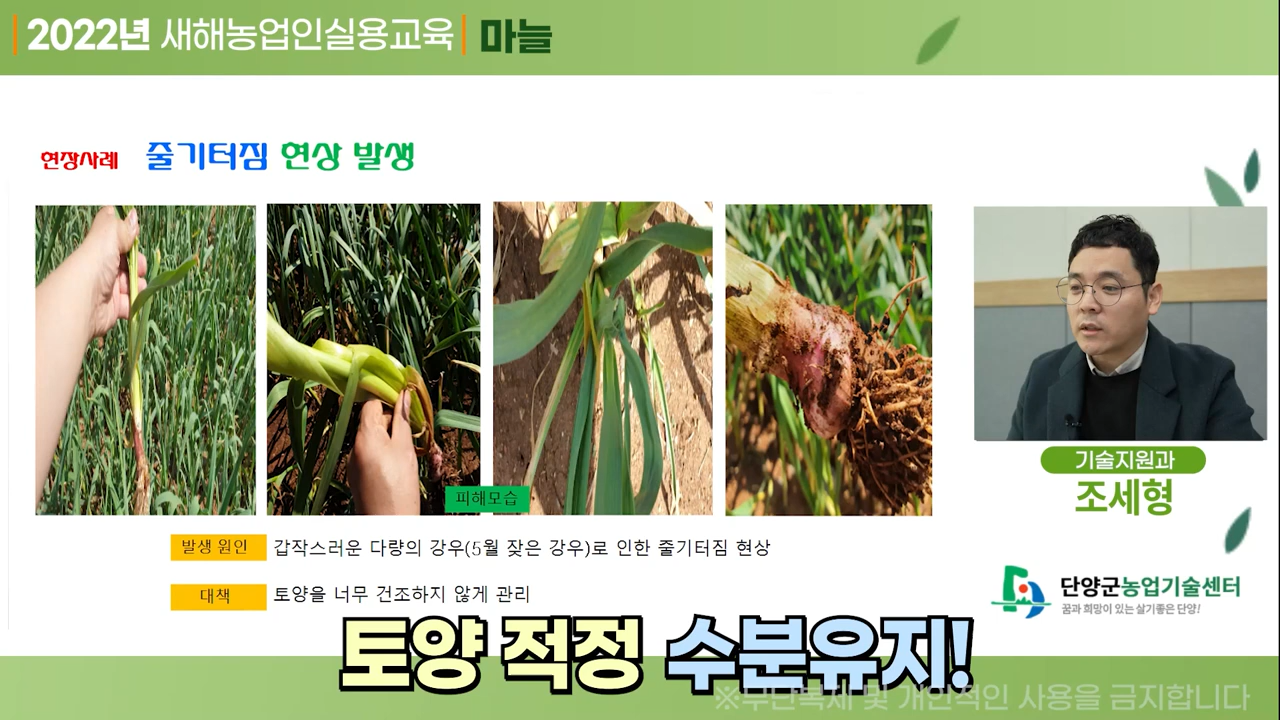 2022년 새해농업인실용교육 마늘
현장사례 줄기터짐 현상 발생
피해모습
발생 원인 갑작스러운 다량의 강우(5월 잦은 강우)로 인한 줄기터짐 현상
대책 토양을 너무 건조하지 않게 관리
기술지원과
조세형
단양군농업기술센터
꿈과 희망이 있는 살기좋은 단양!
토양 적정 수분유지!
※무단복제 및 개인적인 사용을 금지합니다